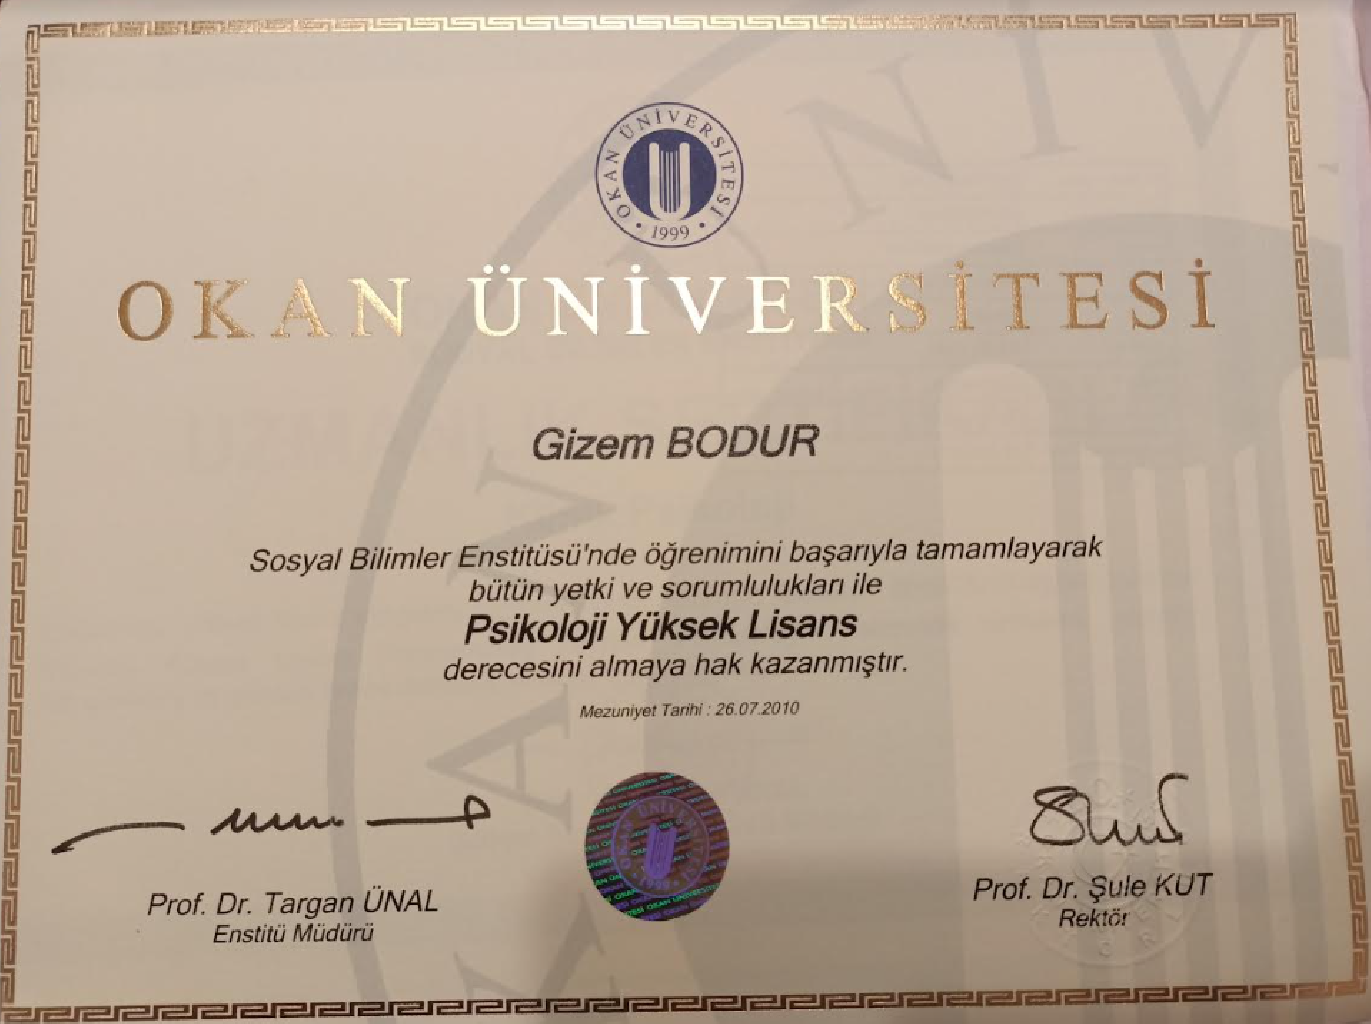 OKAN ÜNİVERSİTESİ
1999
OKAN ÜNİVERSİTESİ
Gizem BODUR
Sosyal Bilimler Enstitüsü'nde öğrenimini başarıyla tamamlayarak
bütün yetki ve sorumlulukları ile
Psikoloji Yüksek Lisans
derecesini almaya hak kazanmıştır.
Mezuniyet Tarihi : 26.07.2010
Prof. Dr. Targan ÜNAL
Enstitü Müdürü
Prof. Dr. Şule KUT
Rektör